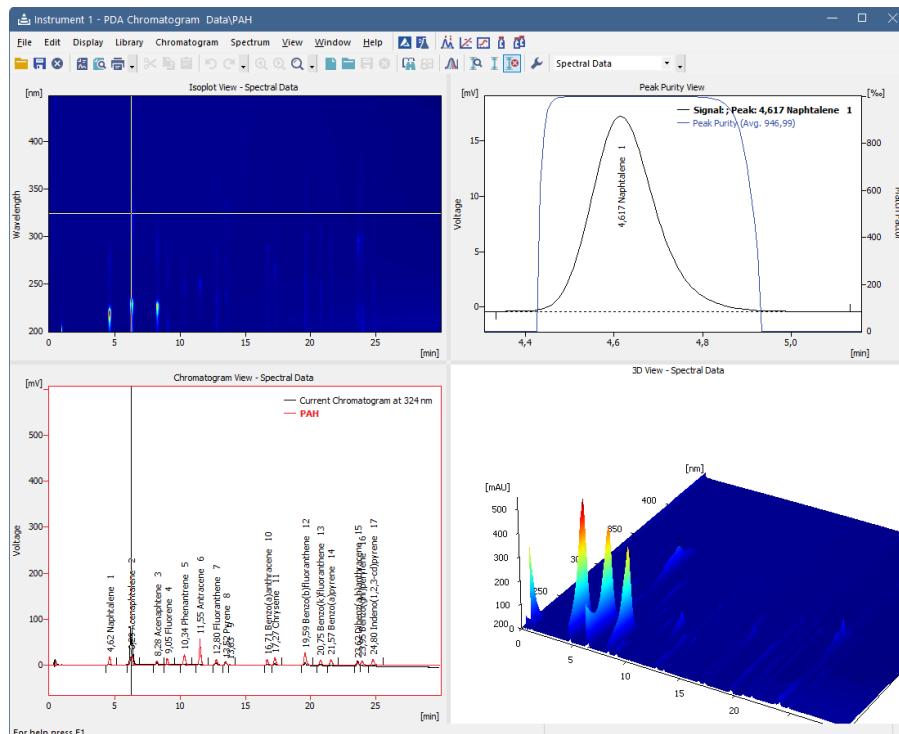 Instrument 1 - PDA Chromatogram Data\PAH
File Edit Display Library Chromatogram Spectrum View Window Help
Spectral Data
Isoplot View - Spectral Data
[nm]
400
350
300
250
200
Wavelength
0 5 10 15 20 25
[min]
Peak Purity View
[mV]
[‰]
Signal: ; Peak: 4,617 Naphtalene 1
Peak Purity (Avg. 946,99)
15
10
5
0
Voltage
4,617 Naphtalene 1
800
600
400
200
0
4,4 4,6 4,8 5,0
[min]
Chromatogram View - Spectral Data
[mV]
Current Chromatogram at 324 nm
PAH
500
400
300
200
100
0
Voltage
4,62 Naphtalene 1
8,28 Acenaphtene 3
9,05 Fluorene 4
10,34 Phenantrene 5
11,55 Antracene 6
12,80 Fluoranthene 7
16,71 Benzo(a)anthracene 10
17,27 Chrysene 11
19,59 Benzo(b)fluoranthene 12
20,75 Benzo(k)fluoranthene 13
21,57 Benzo(a)pyrene 14
24,80 Indeno(1,2,3-cd)pyrene 17
0 5 10 15 20 25
[min]
3D View - Spectral Data
[nm]
400
350
250
[mAU]
500
400
300
200
0
0
5
10
15
20
[min]
For help press F1